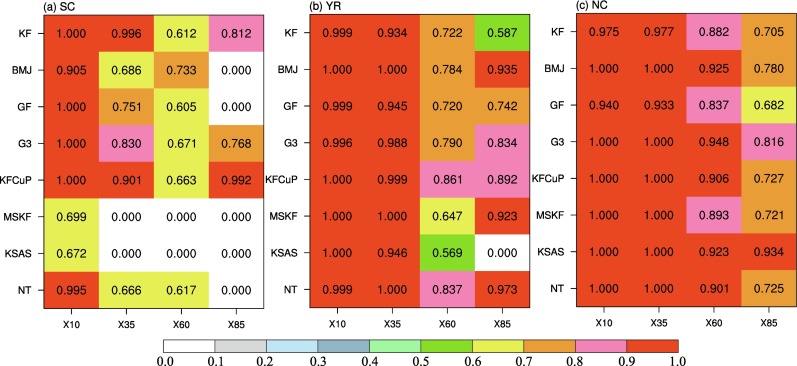 (a) SC
KF 1.000 0.996 0.612 0.812
BMJ 0.905 0.686 0.733 0.000
GF 1.000 0.751 0.605 0.000
G3 1.000 0.830 0.671 0.768
KFCuP 1.000 0.901 0.663 0.992
MSKF 0.699 0.000 0.000 0.000
KSAS 0.672 0.000 0.000 0.000
NT 0.995 0.666 0.617 0.000
X10 X35 X60 X85
(b) YR
KF 0.999 0.934 0.722 0.587
BMJ 1.000 1.000 0.784 0.935
GF 0.999 0.945 0.720 0.742
G3 0.996 0.988 0.790 0.834
KFCuP 1.000 0.999 0.861 0.892
MSKF 1.000 1.000 0.647 0.923
KSAS 1.000 0.946 0.569 0.000
NT 0.999 1.000 0.837 0.973
X10 X35 X60 X85
(c) NC
KF 0.975 0.977 0.882 0.705
BMJ 1.000 1.000 0.925 0.780
GF 0.940 0.933 0.837 0.682
G3 1.000 1.000 0.948 0.816
KFCuP 1.000 1.000 0.906 0.727
MSKF 1.000 1.000 0.893 0.721
KSAS 1.000 1.000 0.923 0.934
NT 1.000 1.000 0.901 0.725
X10 X35 X60 X85
0.0 0.1 0.2 0.3 0.4 0.5 0.6 0.7 0.8 0.9 1.0